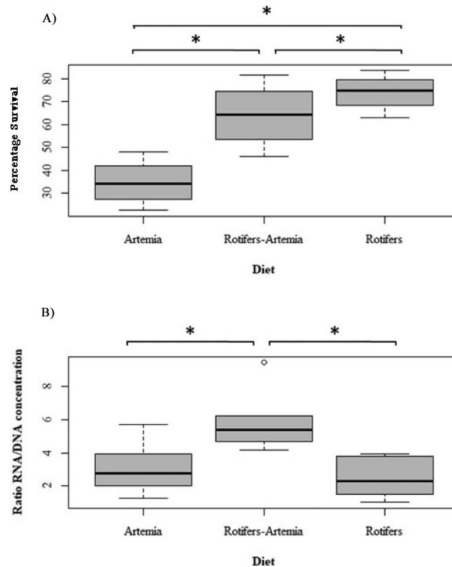 A)
*
* *
Percentage Survival
80
70
60
50
40
30
Artemia Rotifers-Artemia Rotifers
Diet
B)
* *
Ratio RNA/DNA concentration
8
6
4
2
Artemia Rotifers-Artemia Rotifers
Diet